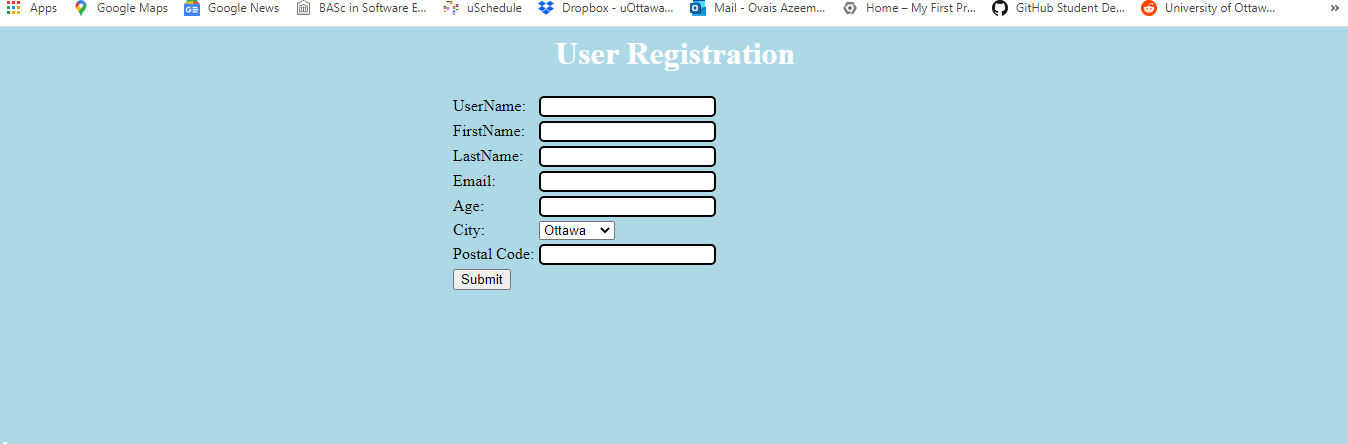 Apps Google Maps Google News BASc in Software E... uSchedule Dropbox - uOttawa... Mail - Ovais Azeem... Home – My First Pr... GitHub Student De... University of Ottaw... »
User Registration
UserName:
FirstName:
LastName:
Email:
Age:
City: Ottawa
Postal Code:
Submit